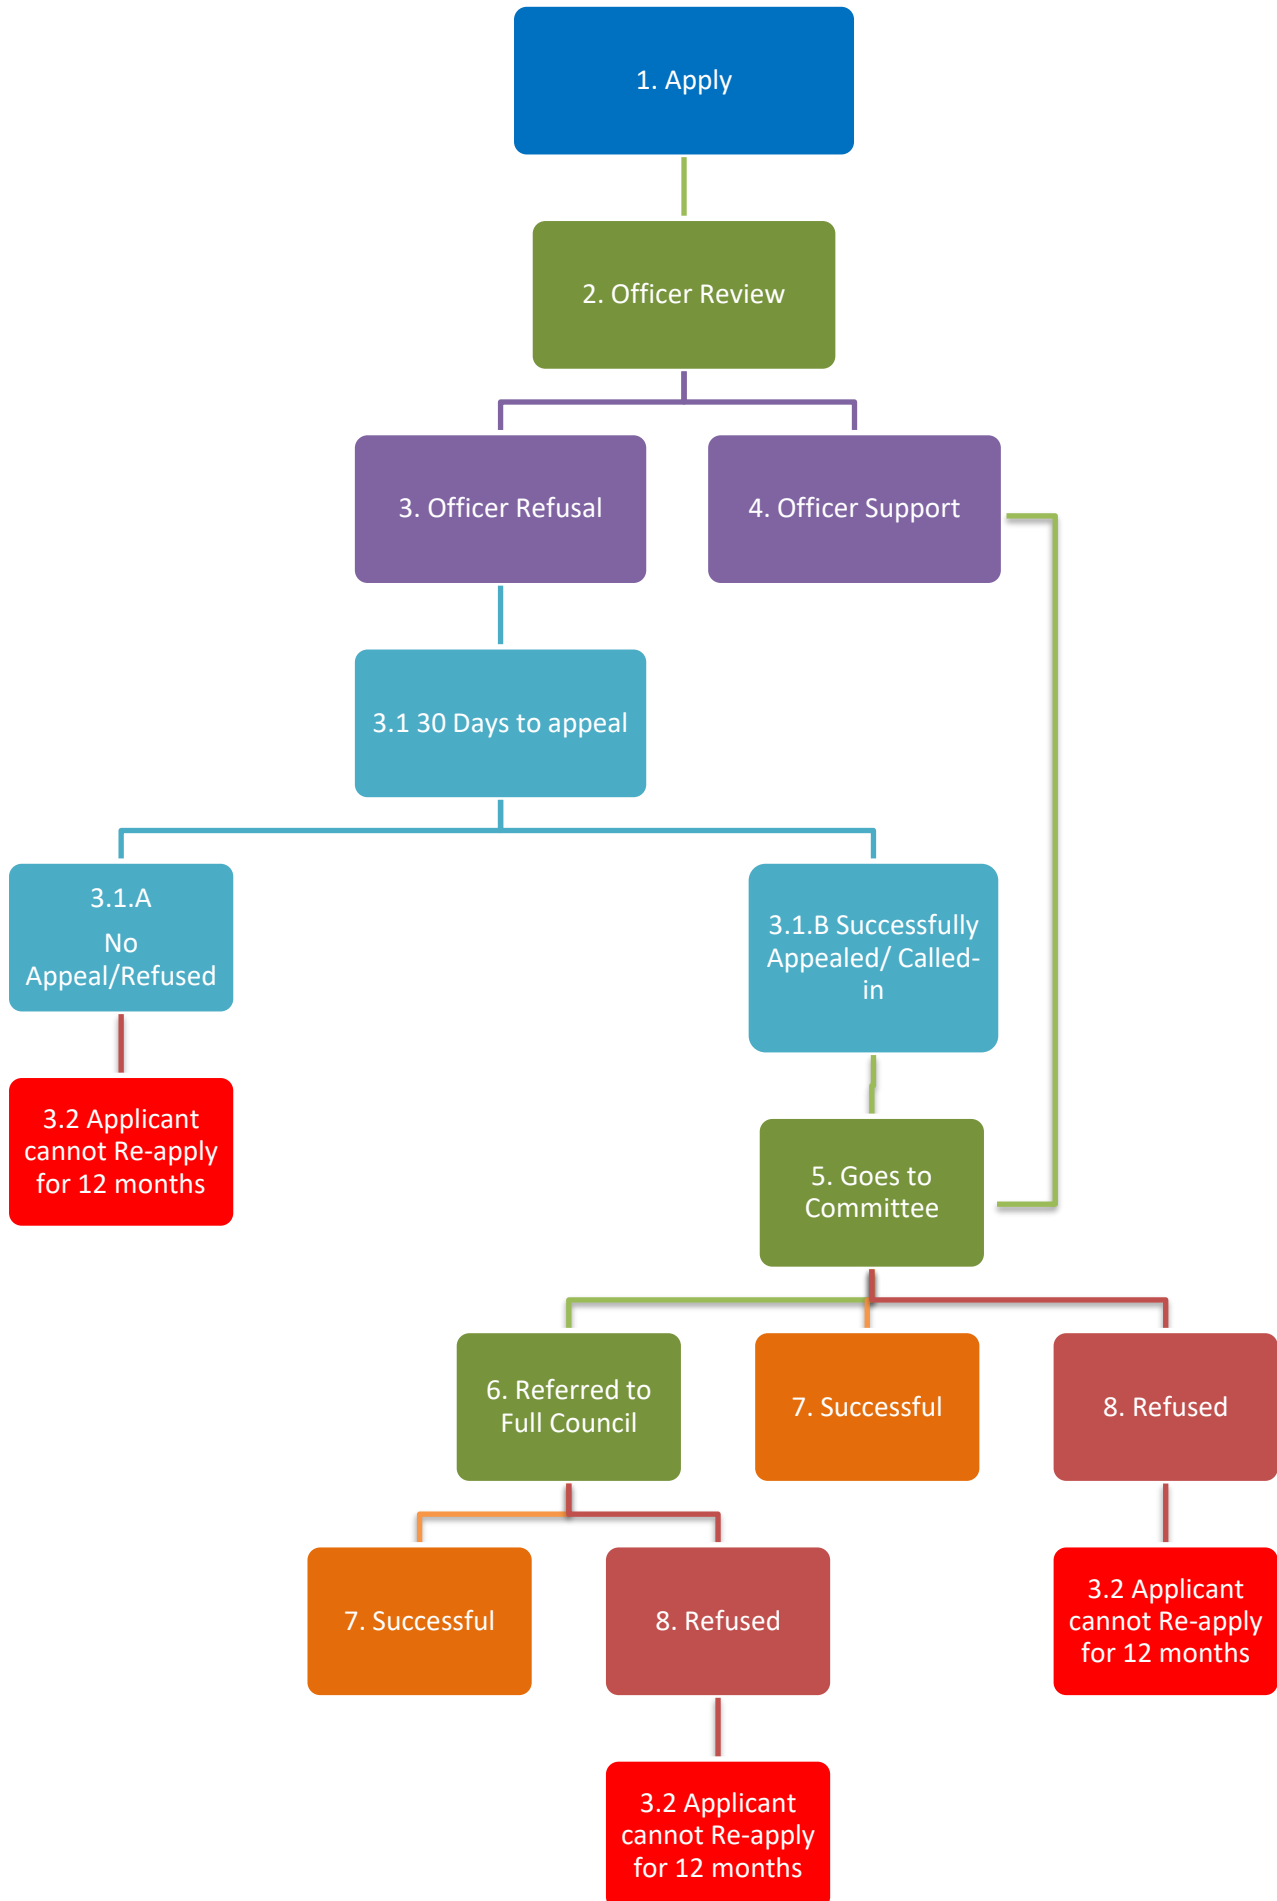 1. Apply
2. Officer Review
3. Officer Refusal
4. Officer Support
3.1 30 Days to appeal
3.1.A
No
Appeal/Refused
3.1.B Successfully
Appealed/ Called-
in
3.2 Applicant
cannot Re-apply
for 12 months
5. Goes to
Committee
6. Referred to
Full Council
7. Successful
8. Refused
7. Successful
8. Refused
3.2 Applicant
cannot Re-apply
for 12 months
3.2 Applicant
cannot Re-apply
for 12 months